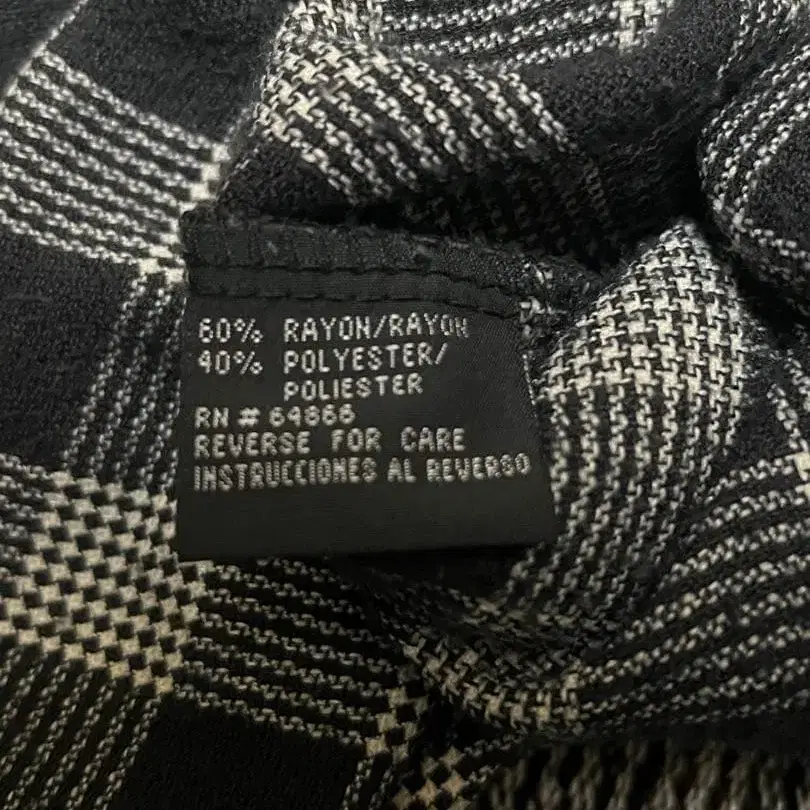 60% RAYON/RAYON
40% POLYESTER/
POLIESTER
RN # 64866
REVERSE FOR CARE
INSTRUCCIONES AL REVERSO